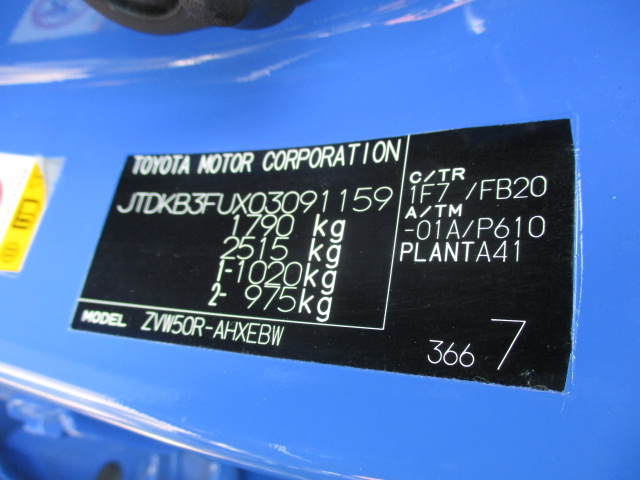 TOYOTA MOTOR CORPORATION
JTDKB3FUX03091159
1790 kg
2515 kg
1-1020kg
2- 975kg
MODEL ZVW50R-AHXEBW
C/TR
1F7 /FB20
A/TM
-01A/P610
PLANTA41
366 7